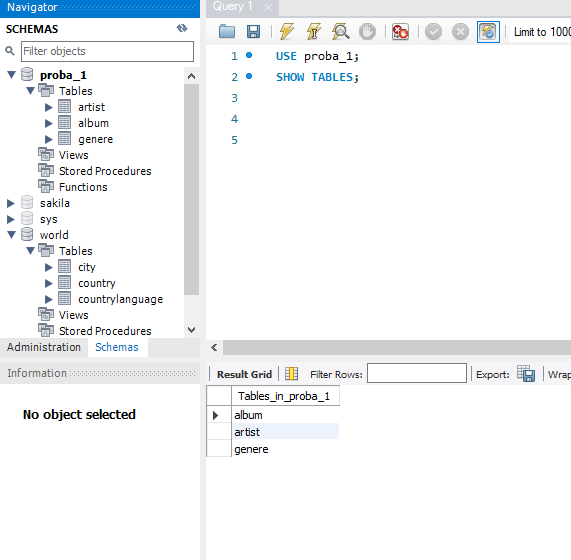 Navigator
SCHEMAS
Filter objects
proba_1
Tables
artist
album
genere
Views
Stored Procedures
Functions
sakila
sys
world
Tables
city
country
countrylanguage
Views
Stored Procedures
Administration Schemas
Information
No object selected
Query 1
Limit to 1000
1 USE proba_1;
2 SHOW TABLES;
3
4
5
Result Grid Filter Rows: Export: Wrap
Tables_in_proba_1
album
artist
genere